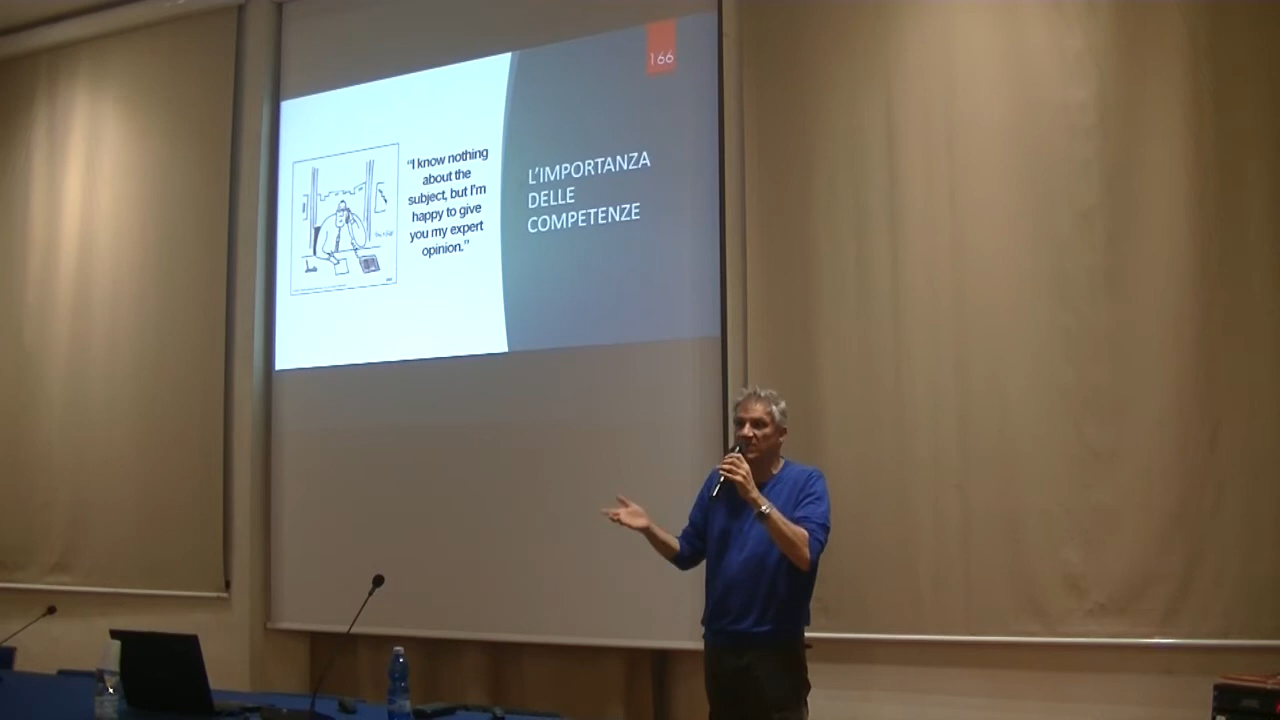 166
"I know nothing
about the
subject, but I'm
happy to give
you my expert
opinion."
L'IMPORTANZA
DELLE
COMPETENZE